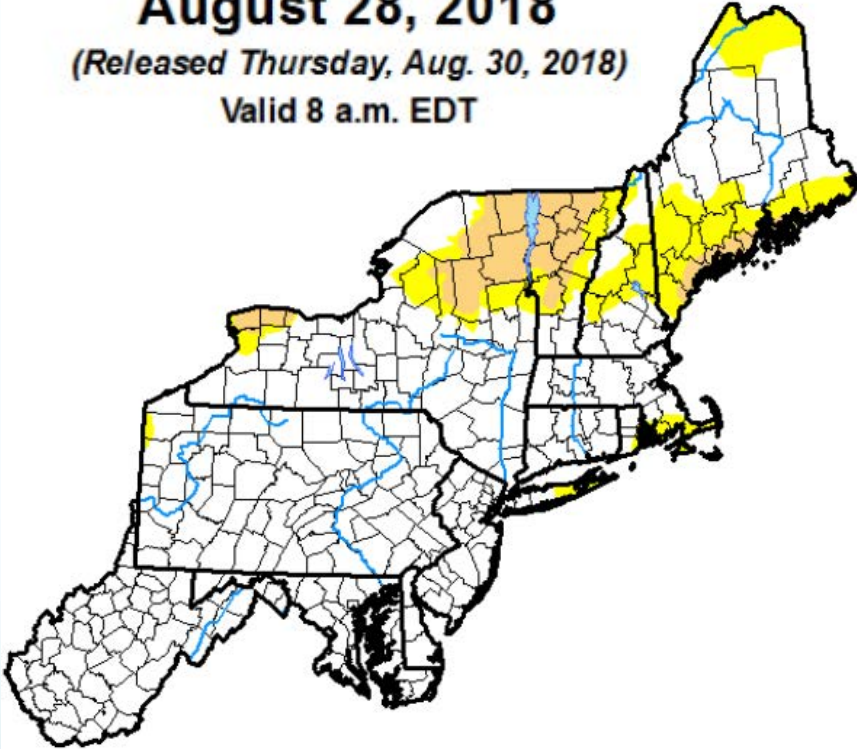 August 28, 2018
(Released Thursday, Aug. 30, 2018)
Valid 8 a.m. EDT